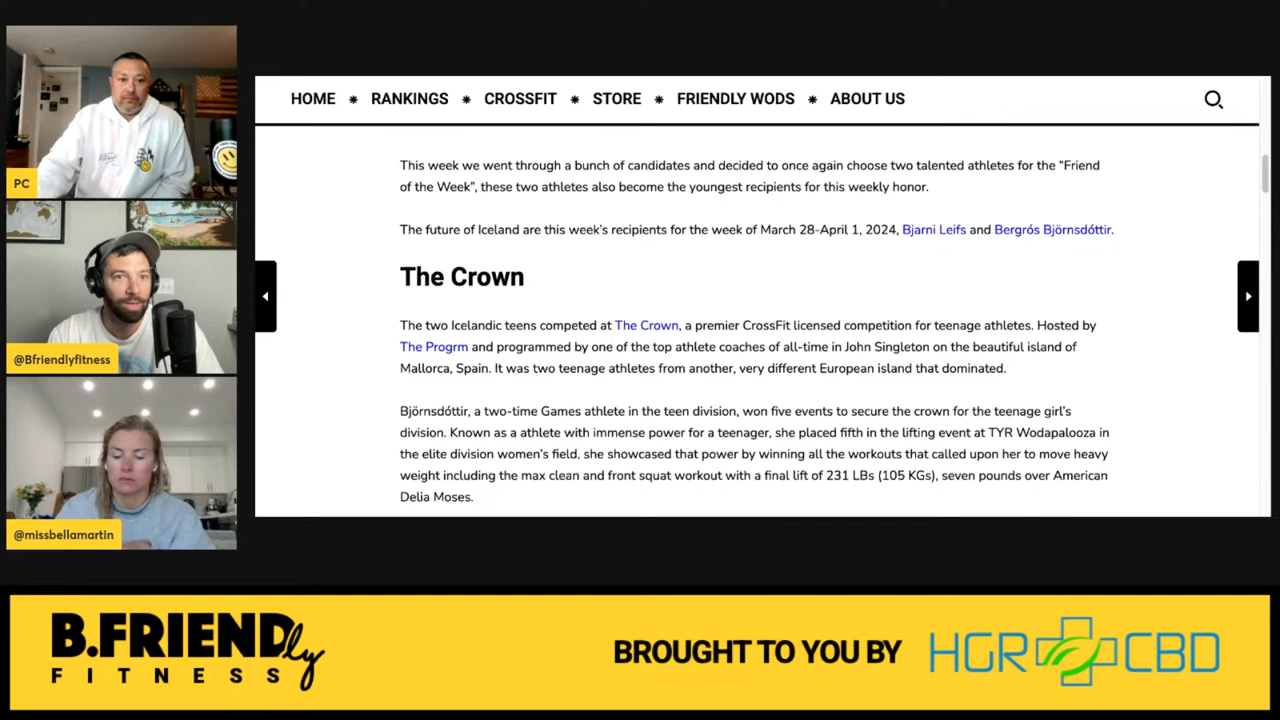 PC
@Bfriendlyfitness
@missbellamartin
HOME * RANKINGS * CROSSFIT * STORE * FRIENDLY WODS * ABOUT US
This week we went through a bunch of candidates and decided to once again choose two talented athletes for the “Friend
of the Week”, these two athletes also become the youngest recipients for this weekly honor.
The future of Iceland are this week’s recipients for the week of March 28-April 1, 2024, Bjarni Leifs and Bergrós Björnsdóttir.
The Crown
The two Icelandic teens competed at The Crown, a premier CrossFit licensed competition for teenage athletes. Hosted by
The Progrm and programmed by one of the top athlete coaches of all-time in John Singleton on the beautiful island of
Mallorca, Spain. It was two teenage athletes from another, very different European island that dominated.
Björnsdóttir, a two-time Games athlete in the teen division, won five events to secure the crown for the teenage girl’s
division. Known as a athlete with immense power for a teenager, she placed fifth in the lifting event at TYR Wodapalooza in
the elite division women’s field, she showcased that power by winning all the workouts that called upon her to move heavy
weight including the max clean and front squat workout with a final lift of 231 LBs (105 KGs), seven pounds over American
Delia Moses.
B.FRIENDly
FITNESS
BROUGHT TO YOU BY
HGR CBD